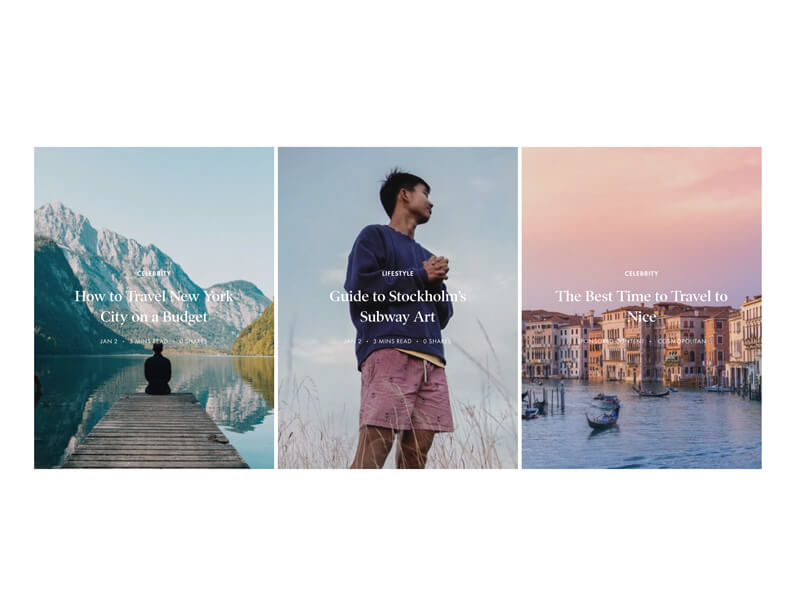 CELEBRITY
How to Travel New York
City on a Budget
JAN 2 • 3 MINS READ • 0 SHARES
LIFESTYLE
Guide to Stockholm's
Subway Art
JAN 2 • 3 MINS READ • 0 SHARES
CELEBRITY
The Best Time to Travel to
Nice
SPONSORED CONTENT • COSMOPOLITAN